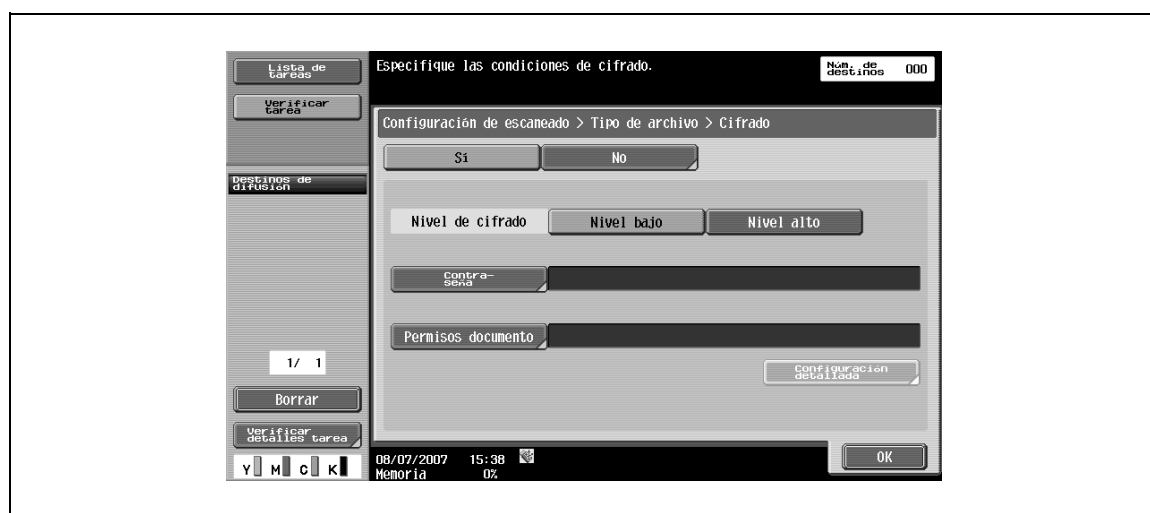 Lista de
tareas
Verificar
tarea
Especifique las condiciones de cifrado.
Núm. de
destinos 000
Configuración de escaneado > Tipo de archivo > Cifrado
Sí No
Destinos de
difusión
Nivel de cifrado Nivel bajo Nivel alto
Contra-
seña
Permisos documento
Configuración
detallada
1/ 1
Borrar
Verificar
detalles tarea
Y M C K
08/07/2007 15:38
Memoria 0%
OK